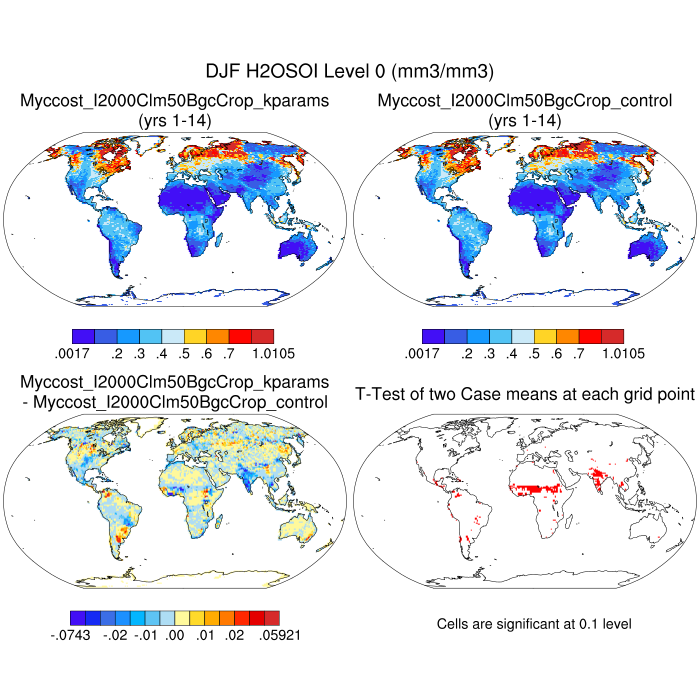 DJF H2OSOI Level 0 (mm3/mm3)
Myccost_I2000Clm50BgcCrop_kparams
(yrs 1-14)
Myccost_I2000Clm50BgcCrop_control
(yrs 1-14)
.0017 .2 .3 .4 .5 .6 .7 1.0105
.0017 .2 .3 .4 .5 .6 .7 1.0105
Myccost_I2000Clm50BgcCrop_kparams
- Myccost_I2000Clm50BgcCrop_control
T-Test of two Case means at each grid point
-.0743 -.02 -.01 .00 .01 .02 .05921
Cells are significant at 0.1 level